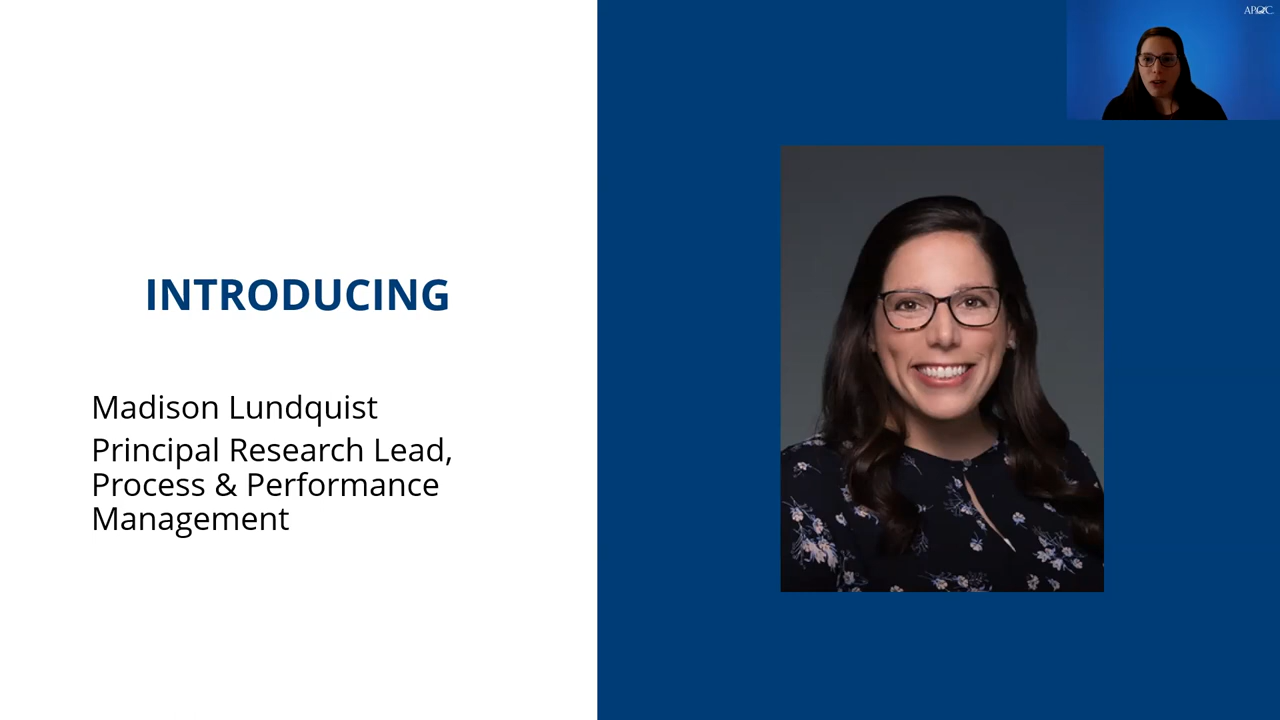 APQC
INTRODUCING
Madison Lundquist
Principal Research Lead,
Process & Performance
Management